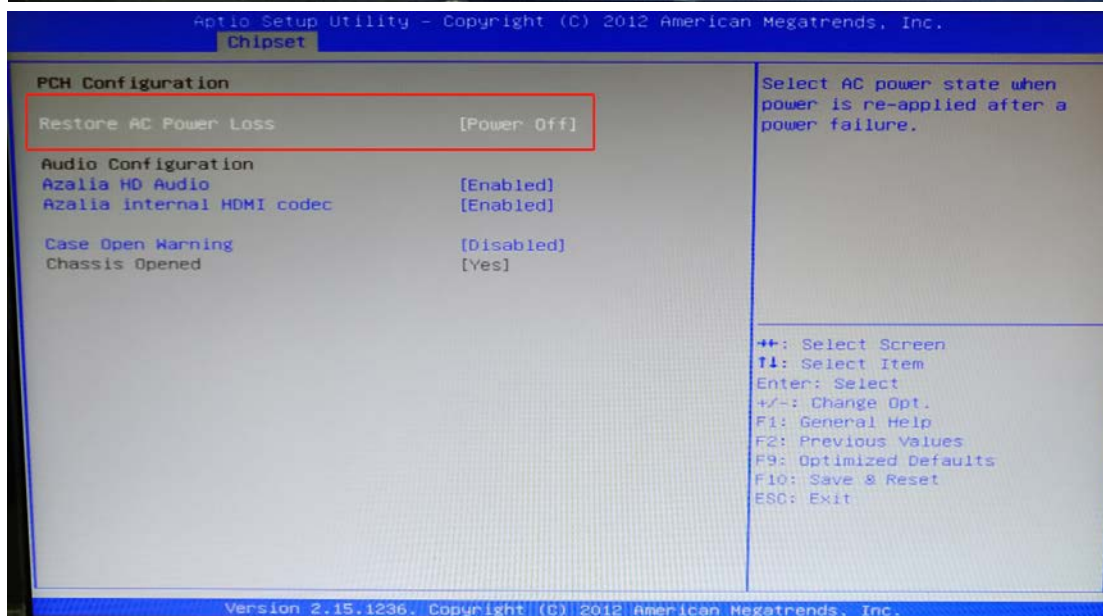 Aptio Setup Utility – Copyright (C) 2012 American Megatrends, Inc.
Chipset
PCH Configuration
Restore AC Power Loss [Power Off]
Audio Configuration
Azalia HD Audio [Enabled]
Azalia internal HDMI codec [Enabled]
Case Open Warning [Disabled]
Chassis Opened [Yes]
Select AC power state when
power is re-applied after a
power failure.
→←: Select Screen
↑↓: Select Item
Enter: Select
+/-: Change Opt.
F1: General Help
F2: Previous Values
F9: Optimized Defaults
F10: Save & Reset
ESC: Exit
Version 2.15.1236. Copyright (C) 2012 American Megatrends, Inc.